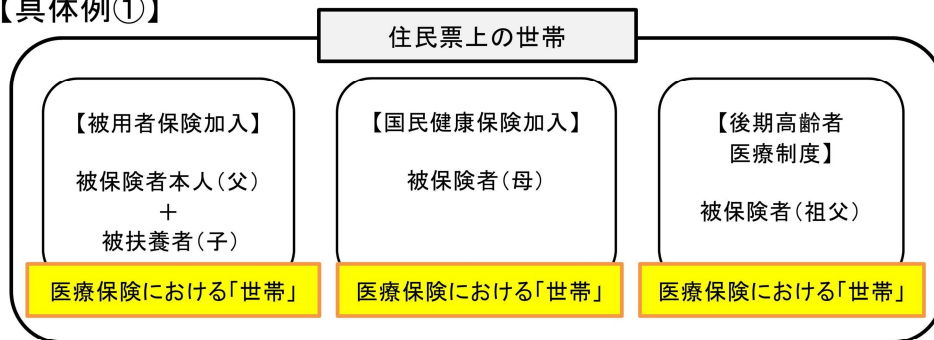 【具体例①】
住民票上の世帯
【被用者保険加入】
被保険者本人(父)
+
被扶養者(子)
医療保険における「世帯」
【国民健康保険加入】
被保険者(母)
医療保険における「世帯」
【後期高齢者
医療制度】
被保険者(祖父)
医療保険における「世帯」